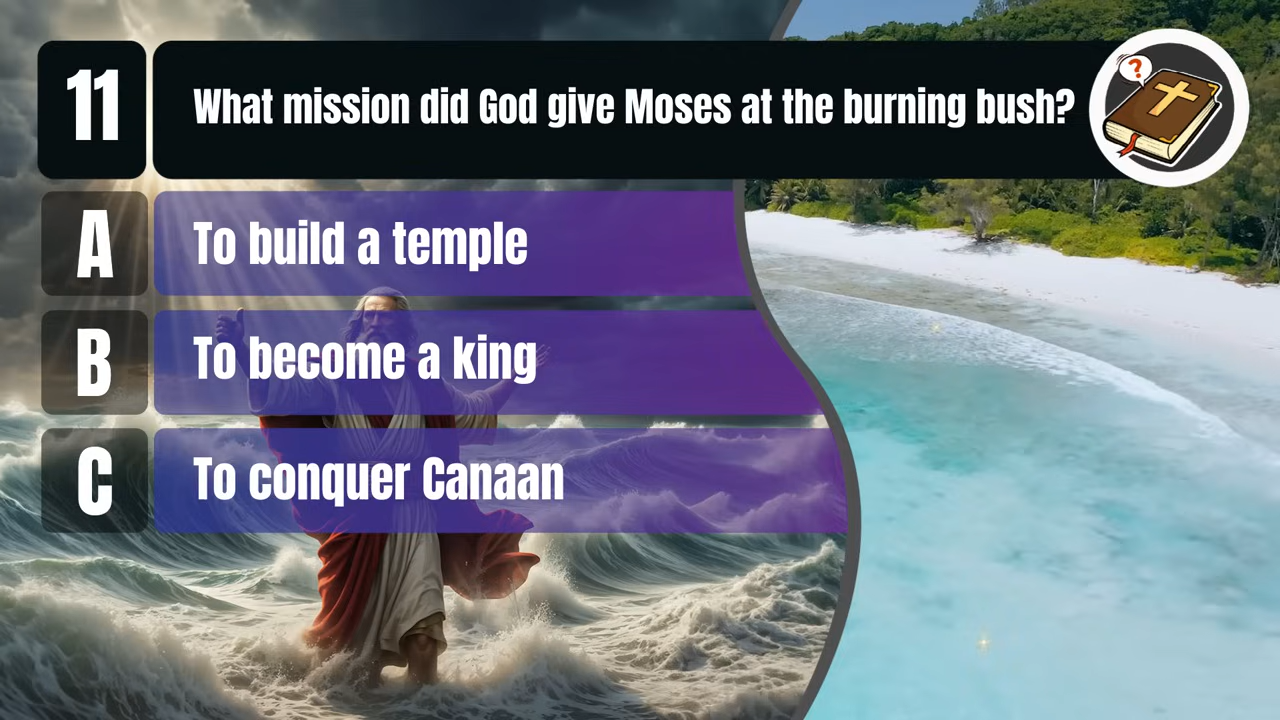 11
What mission did God give Moses at the burning bush?
?
A
To build a temple
B
To become a king
C
To conquer Canaan